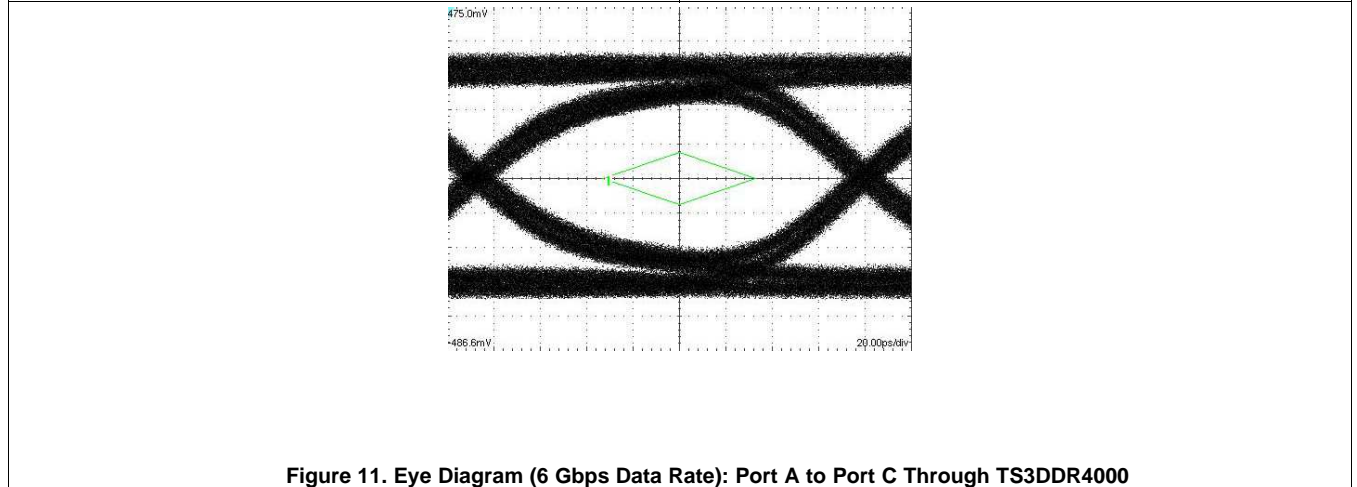 475.0mV
1
-486.6mV 20.00ps/div
Figure 11. Eye Diagram (6 Gbps Data Rate): Port A to Port C Through TS3DDR4000